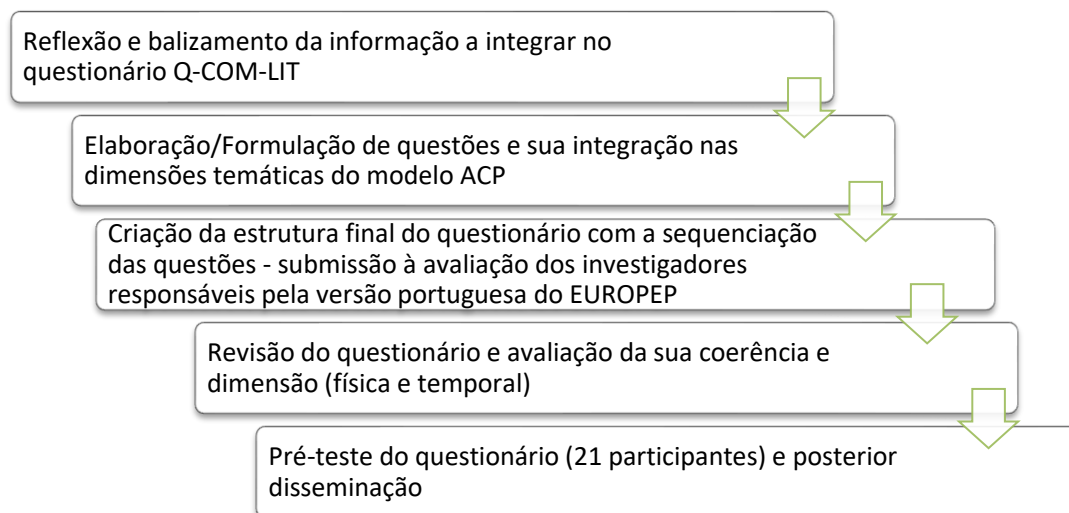 Reflexão e balizamento da informação a integrar no
questionário Q-COM-LIT
Elaboração/Formulação de questões e sua integração nas
dimensões temáticas do modelo ACP
Criação da estrutura final do questionário com a sequenciação
das questões - submissão à avaliação dos investigadores
responsáveis pela versão portuguesa do EUROPEP
Revisão do questionário e avaliação da sua coerência e
dimensão (física e temporal)
Pré-teste do questionário (21 participantes) e posterior
disseminação